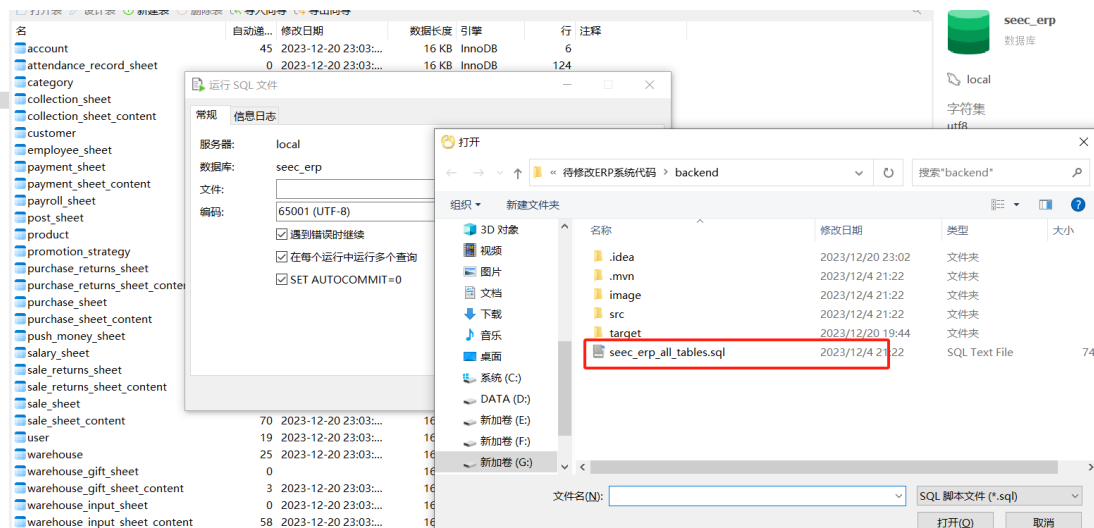 打开表 设计表 新建表 删除表 导入向导 导出向导
名 自动递... 修改日期 数据长度 引擎 行 注释
account 45 2023-12-20 23:03:... 16 KB InnoDB 6
attendance_record_sheet 0 2023-12-20 23:03:... 16 KB InnoDB 124
category
collection_sheet
collection_sheet_content
customer
employee_sheet
payment_sheet
payment_sheet_content
payroll_sheet
post_sheet
product
promotion_strategy
purchase_returns_sheet
purchase_returns_sheet_conte
purchase_sheet
purchase_sheet_content
push_money_sheet
salary_sheet
sale_returns_sheet
sale_returns_sheet_content
sale_sheet
sale_sheet_content 70 2023-12-20 23:03:... 16
user 19 2023-12-20 23:03:... 16
warehouse 25 2023-12-20 23:03:... 16
warehouse_gift_sheet 0 16
warehouse_gift_sheet_content 3 2023-12-20 23:03:... 16
warehouse_input_sheet 0 2023-12-20 23:03:... 16
warehouse_input_sheet_content 58 2023-12-20 23:03:... 16
运行 SQL 文件
常规 信息日志
服务器: local
数据库: seec_erp
文件:
编码: 65001 (UTF-8)
遇到错误时继续
在每个运行中运行多个查询
SET AUTOCOMMIT=0
打开
« 待修改ERP系统代码 > backend
搜索"backend"
组织 新建文件夹
3D 对象
视频
图片
文档
下载
音乐
桌面
系统 (C:)
DATA (D:)
新加卷 (E:)
新加卷 (F:)
新加卷 (G:)
名称 修改日期 类型 大小
.idea 2023/12/20 23:02 文件夹
.mvn 2023/12/4 21:22 文件夹
image 2023/12/4 21:22 文件夹
src 2023/12/4 21:22 文件夹
target 2023/12/20 19:44 文件夹
seec_erp_all_tables.sql 2023/12/4 21:22 SQL Text File 74
文件名(N): SQL 脚本文件 (*.sql)
打开(O) 取消
seec_erp
数据库
local
字符集
utf8